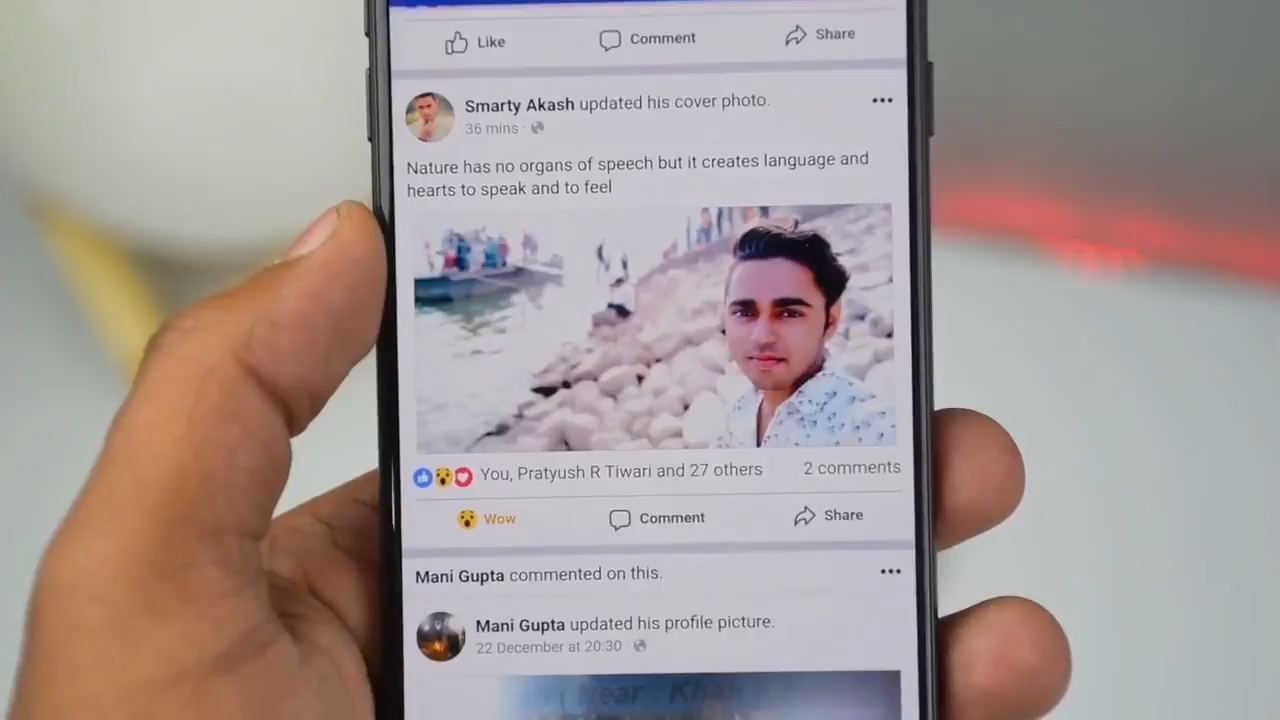 Like Comment Share
Smarty Akash updated his cover photo.
36 mins ·
Nature has no organs of speech but it creates language and
hearts to speak and to feel
You, Pratyush R Tiwari and 27 others 2 comments
Wow Comment Share
Mani Gupta commented on this.
Mani Gupta updated his profile picture.
22 December at 20:30 ·